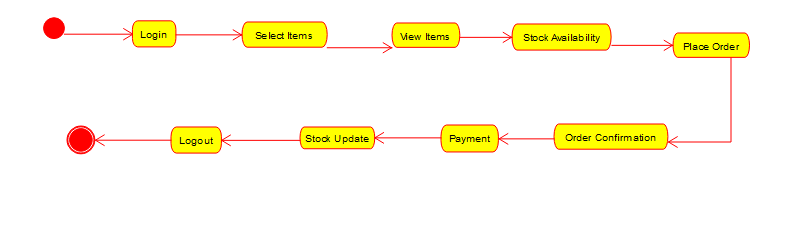 Login
Select Items
View Items
Stock Availability
Place Order
Order Confirmation
Payment
Stock Update
Logout